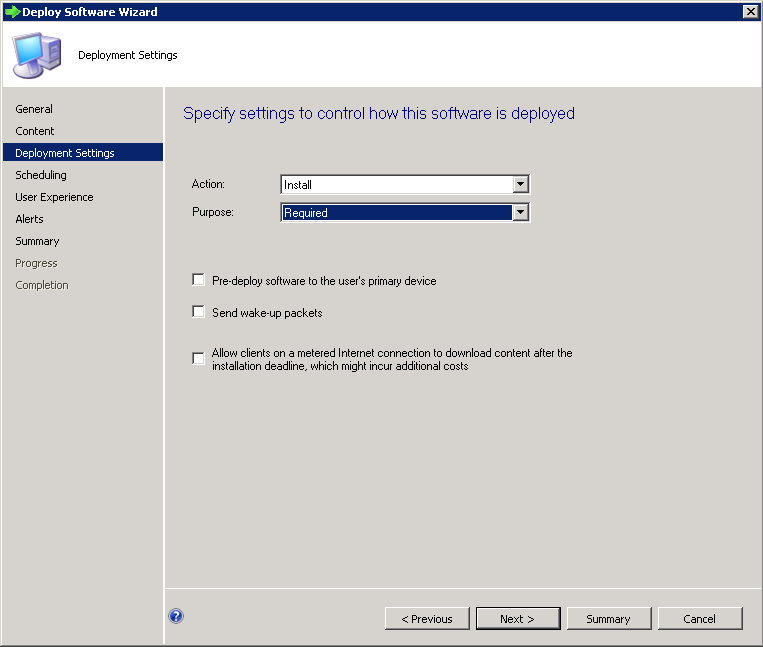 Deploy Software Wizard
Deployment Settings
General
Content
Deployment Settings
Scheduling
User Experience
Alerts
Summary
Progress
Completion
Specify settings to control how this software is deployed
Action: Install
Purpose: Required
Pre-deploy software to the user's primary device
Send wake-up packets
Allow clients on a metered Internet connection to download content after the
installation deadline, which might incur additional costs
? < Previous Next > Summary Cancel